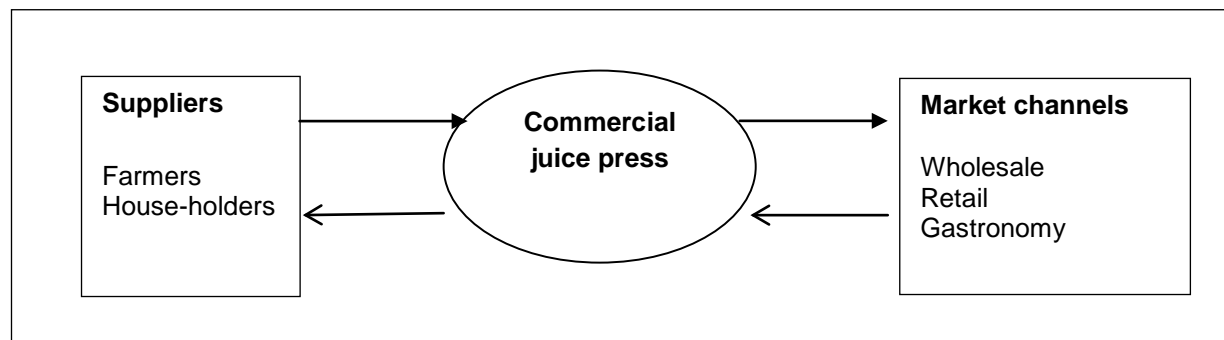 Suppliers
Farmers
House-holders
Commercial
juice press
Market channels
Wholesale
Retail
Gastronomy